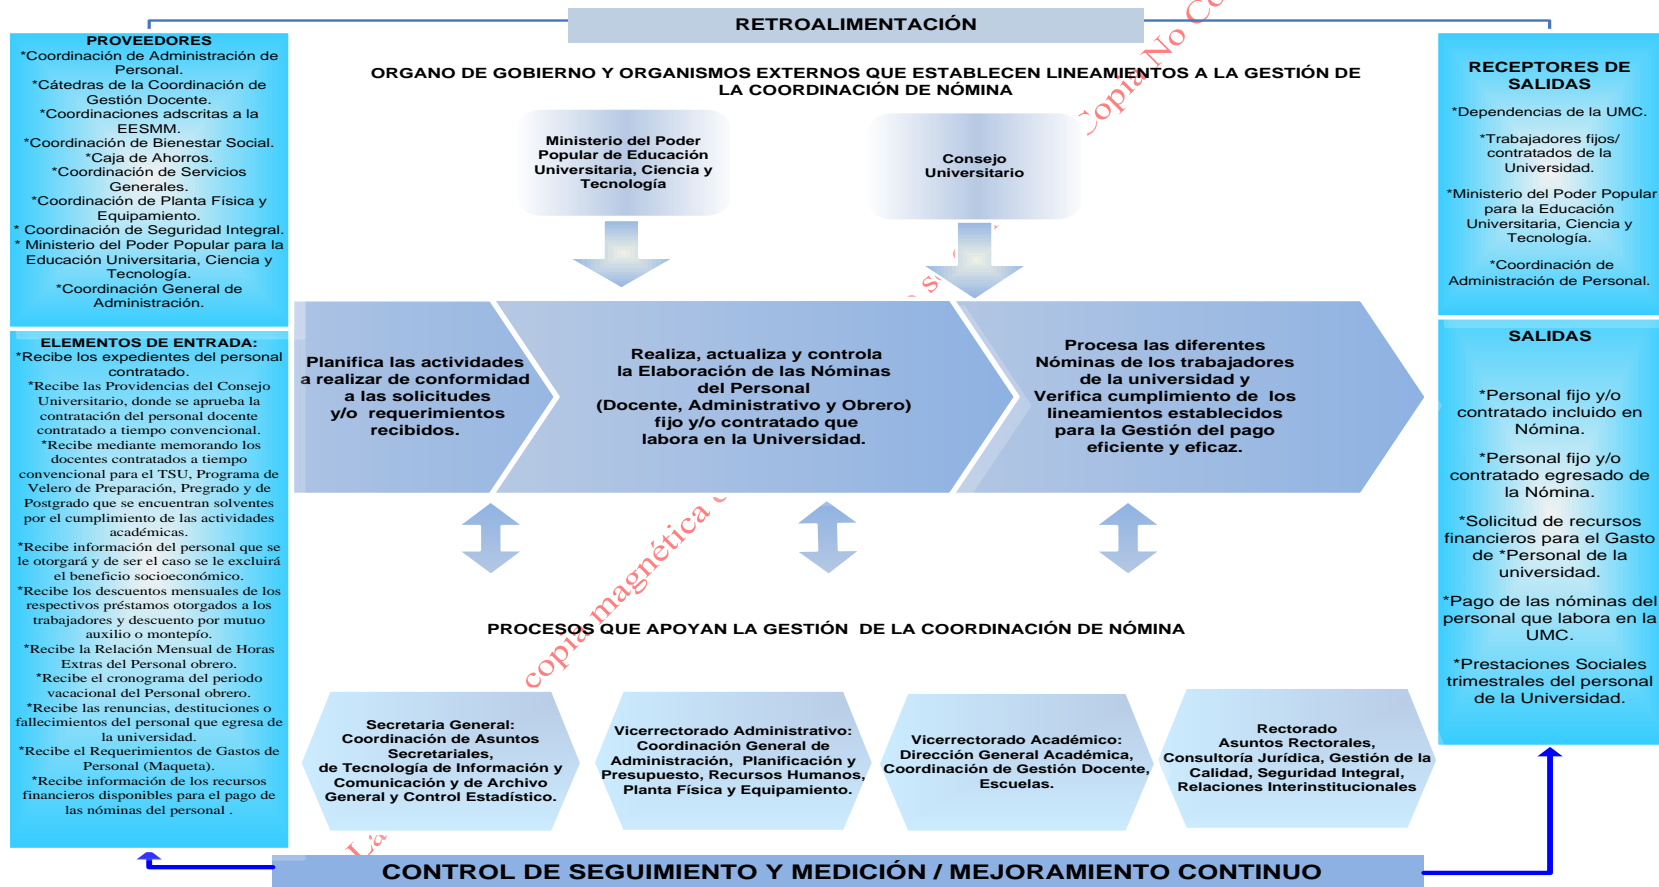 RETROALIMENTACIÓN
PROVEEDORES
*Coordinación de Administración de
Personal.
*Cátedras de la Coordinación de
Gestión Docente.
*Coordinaciones adscritas a la
EESMM.
*Coordinación de Bienestar Social.
*Caja de Ahorros.
*Coordinación de Servicios
Generales.
*Coordinación de Planta Física y
Equipamiento.
* Coordinación de Seguridad Integral.
* Ministerio del Poder Popular para la
Educación Universitaria, Ciencia y
Tecnología.
*Coordinación General de
Administración.
ORGANO DE GOBIERNO Y ORGANISMOS EXTERNOS QUE ESTABLECEN LINEAMIENTOS A LA GESTIÓN DE
LA COORDINACIÓN DE NÓMINA
Ministerio del Poder
Popular de Educación
Universitaria, Ciencia y
Tecnología
Consejo
Universitario
RECEPTORES DE
SALIDAS
*Dependencias de la UMC.
*Trabajadores fijos/
contratados de la
Universidad.
*Ministerio del Poder Popular
para la Educación
Universitaria, Ciencia y
Tecnología.
*Coordinación de
Administración de Personal.
ELEMENTOS DE ENTRADA:
*Recibe los expedientes del personal
contratado.
*Recibe las Providencias del Consejo
Universitario, donde se aprueba la
contratación del personal docente
contratado a tiempo convencional.
*Recibe mediante memorando los
docentes contratados a tiempo
convencional para el TSU, Programa de
Velero de Preparación, Pregrado y de
Postgrado que se encuentran solventes
por el cumplimiento de las actividades
académicas.
*Recibe información del personal que se
le otorgará y de ser el caso se le excluirá
el beneficio socioeconómico.
*Recibe los descuentos mensuales de los
respectivos préstamos otorgados a los
trabajadores y descuento por mutuo
auxilio o montepío.
*Recibe la Relación Mensual de Horas
Extras del Personal obrero.
*Recibe el cronograma del periodo
vacacional del Personal obrero.
*Recibe las renuncias, destituciones o
fallecimientos del personal que egresa de
la universidad.
*Recibe el Requerimientos de Gastos de
Personal (Maqueta).
*Recibe información de los recursos
financieros disponibles para el pago de
las nóminas del personal .
Planifica las actividades
a realizar de conformidad
a las solicitudes
y/o requerimientos
recibidos.
Realiza, actualiza y controla
la Elaboración de las Nóminas
del Personal
(Docente, Administrativo y Obrero)
fijo y/o contratado que
labora en la Universidad.
Procesa las diferentes
Nóminas de los trabajadores
de la universidad y
Verifica cumplimiento de los
lineamientos establecidos
para la Gestión del pago
eficiente y eficaz.
SALIDAS
*Personal fijo y/o
contratado incluido en
Nómina.
*Personal fijo y/o
contratado egresado de
la Nómina.
*Solicitud de recursos
financieros para el Gasto
de *Personal de la
universidad.
*Pago de las nóminas del
personal que labora en la
UMC.
*Prestaciones Sociales
trimestrales del personal
de la Universidad.
PROCESOS QUE APOYAN LA GESTIÓN DE LA COORDINACIÓN DE NÓMINA
Secretaria General:
Coordinación de Asuntos
Secretariales,
de Tecnología de Información y
Comunicación y de Archivo
General y Control Estadístico.
Vicerrectorado Administrativo:
Coordinación General de
Administración, Planificación y
Presupuesto, Recursos Humanos,
Planta Física y Equipamiento.
Vicerrectorado Académico:
Dirección General Académica,
Coordinación de Gestión Docente,
Escuelas.
Rectorado
Asuntos Rectorales,
Consultoría Jurídica, Gestión de la
Calidad, Seguridad Integral,
Relaciones Interinstitucionales
CONTROL DE SEGUIMIENTO Y MEDICIÓN / MEJORAMIENTO CONTINUO
copia magnética
Copia No